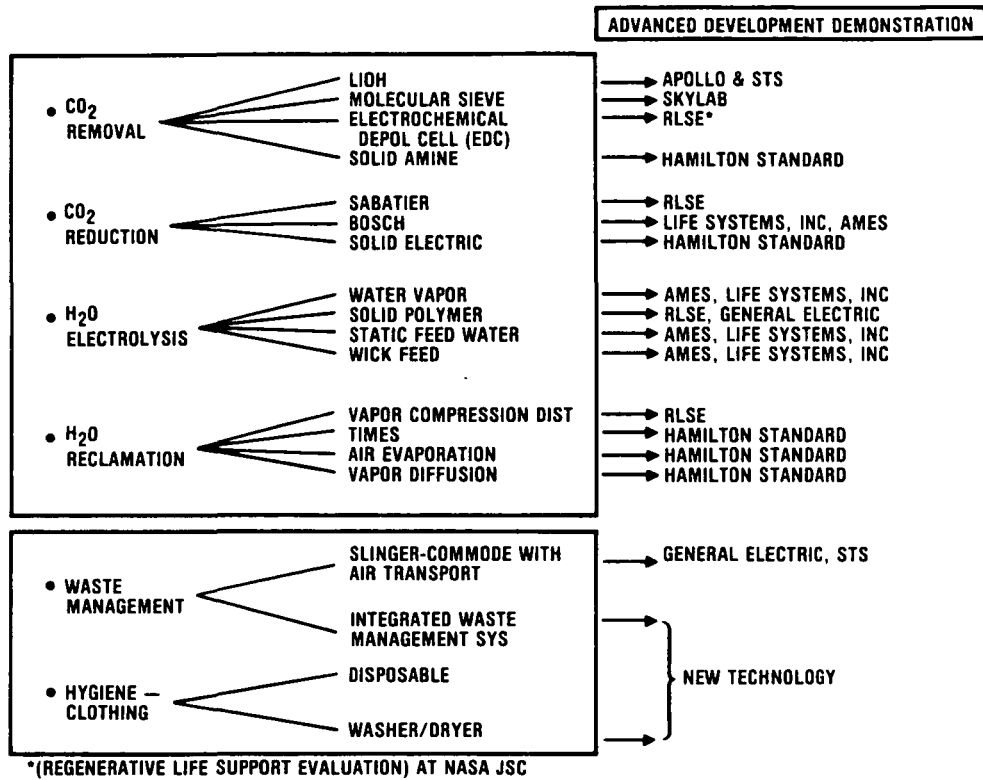 ADVANCED DEVELOPMENT DEMONSTRATION
• CO2
REMOVAL
LIOH
MOLECULAR SIEVE
ELECTROCHEMICAL
DEPOL CELL (EDC)
SOLID AMINE
APOLLO & STS
SKYLAB
RLSE*
HAMILTON STANDARD
• CO2
REDUCTION
SABATIER
BOSCH
SOLID ELECTRIC
RLSE
LIFE SYSTEMS, INC, AMES
HAMILTON STANDARD
• H2O
ELECTROLYSIS
WATER VAPOR
SOLID POLYMER
STATIC FEED WATER
WICK FEED
AMES, LIFE SYSTEMS, INC
RLSE, GENERAL ELECTRIC
AMES, LIFE SYSTEMS, INC
AMES, LIFE SYSTEMS, INC
• H2O
RECLAMATION
VAPOR COMPRESSION DIST
TIMES
AIR EVAPORATION
VAPOR DIFFUSION
RLSE
HAMILTON STANDARD
HAMILTON STANDARD
HAMILTON STANDARD
• WASTE
MANAGEMENT
SLINGER-COMMODE WITH
AIR TRANSPORT
INTEGRATED WASTE
MANAGEMENT SYS
GENERAL ELECTRIC, STS
• HYGIENE —
CLOTHING
DISPOSABLE
WASHER/DRYER
NEW TECHNOLOGY
*(REGENERATIVE LIFE SUPPORT EVALUATION) AT NASA JSC